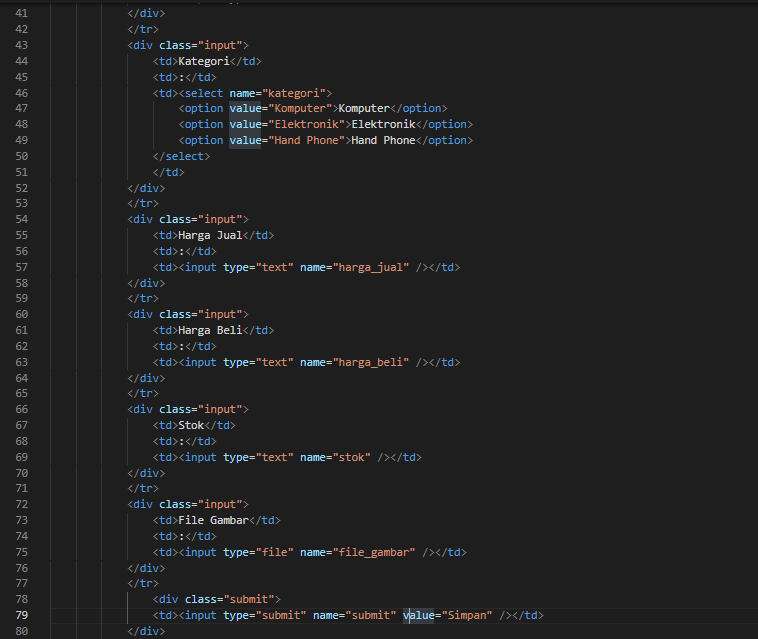 41 </div>
42 </tr>
43 <div class="input">
44 <td>Kategori</td>
45 <td>:</td>
46 <td><select name="kategori">
47 <option value="Komputer">Komputer</option>
48 <option value="Elektronik">Elektronik</option>
49 <option value="Hand Phone">Hand Phone</option>
50 </select>
51 </td>
52 </div>
53 </tr>
54 <div class="input">
55 <td>Harga Jual</td>
56 <td>:</td>
57 <td><input type="text" name="harga_jual" /></td>
58 </div>
59 </tr>
60 <div class="input">
61 <td>Harga Beli</td>
62 <td>:</td>
63 <td><input type="text" name="harga_beli" /></td>
64 </div>
65 </tr>
66 <div class="input">
67 <td>Stok</td>
68 <td>:</td>
69 <td><input type="text" name="stok" /></td>
70 </div>
71 </tr>
72 <div class="input">
73 <td>File Gambar</td>
74 <td>:</td>
75 <td><input type="file" name="file_gambar" /></td>
76 </div>
77 </tr>
78 <div class="submit">
79 <td><input type="submit" name="submit" value="Simpan" /></td>
80 </div>